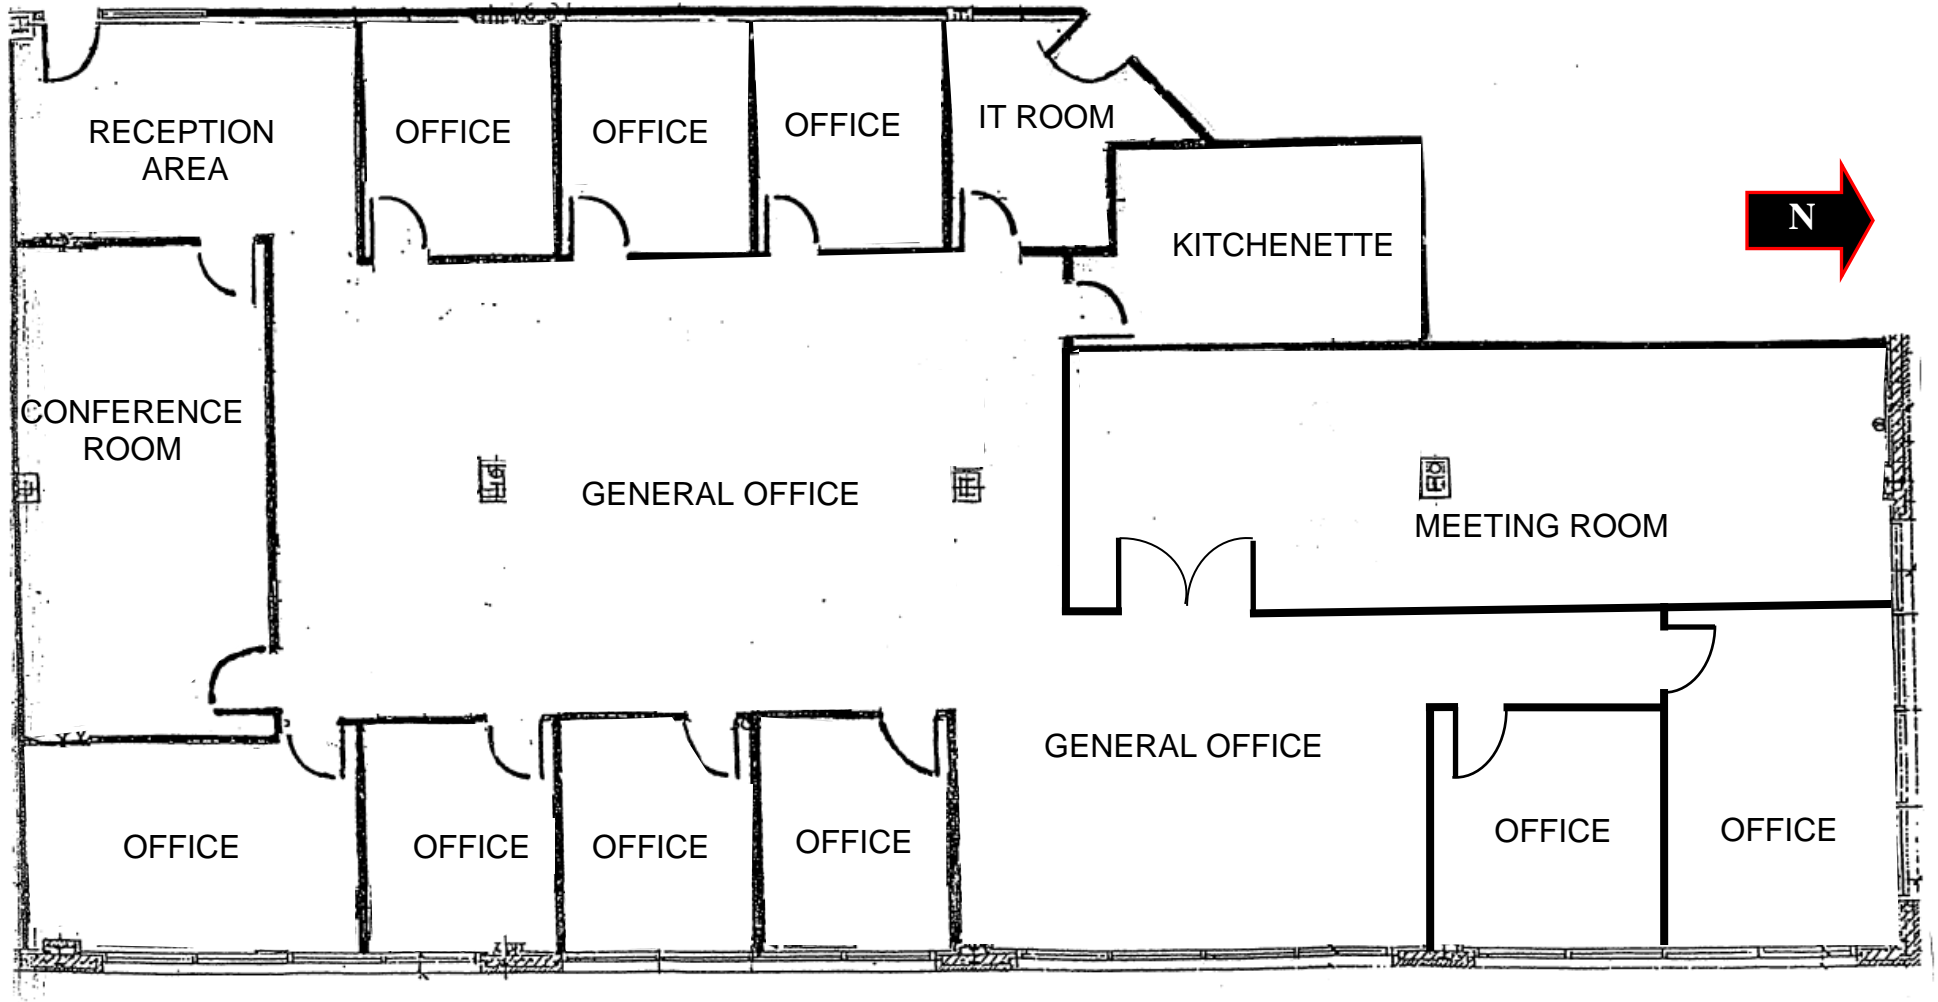 RECEPTION
AREA
OFFICE
OFFICE
OFFICE
IT ROOM
KITCHENETTE
N
CONFERENCE
ROOM
GENERAL OFFICE
MEETING ROOM
GENERAL OFFICE
OFFICE
OFFICE
OFFICE
OFFICE
OFFICE
OFFICE